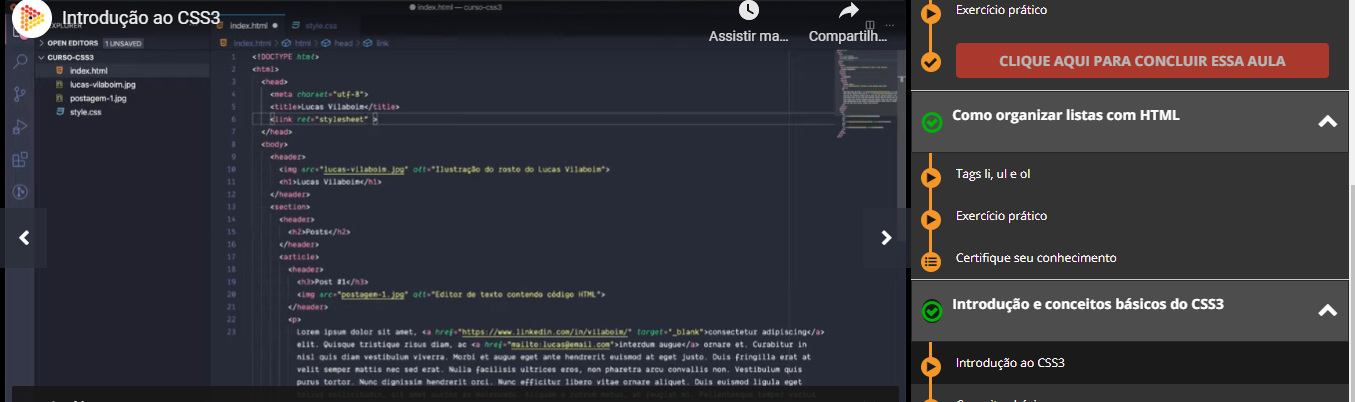 Introdução ao CSS3
Assistir ma...
Compartilh...
index.html — curso-css3
EXPLORER
OPEN EDITORS 1 UNSAVED
CURSO-CSS3
index.html
lucas-vilaboim.jpg
postagem-1.jpg
style.css
index.html
style.css
index.html > html > head > link
1 <!DOCTYPE html>
2 <html>
3 <head>
4 <meta charset="utf-8">
5 <title>Lucas Vilaboim</title>
6 <link rel="stylesheet" >
7 </head>
8 <body>
9 <header>
10 <img src="lucas-vilaboim.jpg" alt="Ilustração do rosto do Lucas Vilaboim">
11 <h1>Lucas Vilaboim</h1>
12 </header>
13 <section>
14 <header>
15 <h2>Posts</h2>
16 </header>
17 <article>
18 <header>
19 <h3>Post #1</h3>
20 <img src="postagem-1.jpg" alt="Editor de texto contendo código HTML">
21 </header>
22 <p>
23 Lorem ipsum dolor sit amet, <a href="https://www.linkedin.com/in/vilaboim/" target="_blank">consectetur adipiscing</a>
elit. Quisque tristique risus diam, ac <a href="mailto:lucas@email.com">interdum augue</a> ornare et. Curabitur in
nisl quis diam vestibulum viverra. Morbi et augue eget ante hendrerit euismod at eget justo. Duis fringilla erat at
velit semper mattis nec sed erat. Nulla facilisis ultrices eros, non pharetra arcu convallis non. Vestibulum quis
purus tortor. Nunc dignissim hendrerit orci. Nunc efficitur libero vitae ornare aliquet. Duis euismod ligula eget
Exercício prático
CLIQUE AQUI PARA CONCLUIR ESSA AULA
Como organizar listas com HTML
Tags li, ul e ol
Exercício prático
Certifique seu conhecimento
Introdução e conceitos básicos do CSS3
Introdução ao CSS3